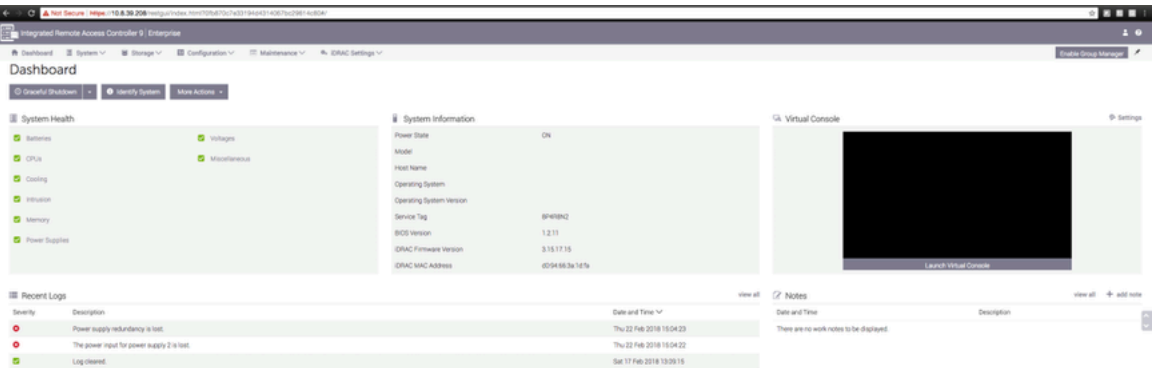 Not Secure | https://10.8.39.208/restgui/index.html
Integrated Remote Access Controller 9 | Enterprise
Dashboard System Storage Configuration Maintenance iDRAC Settings Enable Group Manager
Dashboard
Graceful Shutdown Identify System More Actions
System Health
Batteries Voltages
CPUs Miscellaneous
Cooling
Intrusion
Memory
Power Supplies
System Information
Power State ON
Model
Host Name
Operating System
Operating System Version
Service Tag
BIOS Version 1.2.11
iDRAC Firmware Version 3.15.17.15
iDRAC MAC Address
Virtual Console Settings
Launch Virtual Console
Recent Logs view all
Severity Description Date and Time
Power supply redundancy is lost. Thu 22 Feb 2018 15:04:23
The power input for power supply 2 is lost. Thu 22 Feb 2018 15:04:22
Log cleared. Sat 17 Feb 2018 13:05:15
Notes view all + add note
Date and Time Description
There are no work notes to be displayed.